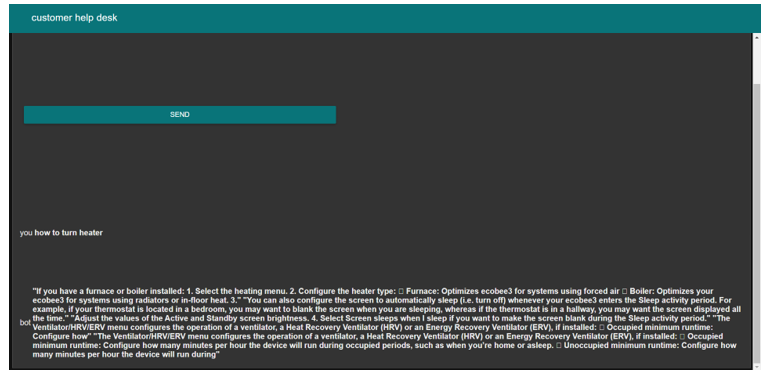 customer help desk
SEND
you how to turn heater
"If you have a furnace or boiler installed: 1. Select the heating menu. 2. Configure the heater type: □ Furnace: Optimizes ecobee3 for systems using forced air □ Boiler: Optimizes your
ecobee3 for systems using radiators or in-floor heat. 3." "You can also configure the screen to automatically sleep (i.e. turn off) whenever your ecobee3 enters the Sleep activity period. For
example, if your thermostat is located in a bedroom, you may want to blank the screen when you are sleeping, whereas if the thermostat is in a hallway, you may want the screen displayed all
the time." "Adjust the values of the Active and Standby screen brightness. 4. Select Screen sleeps when I sleep if you want to make the screen blank during the Sleep activity period." "The
bot Ventilator/HRV/ERV menu configures the operation of a ventilator, a Heat Recovery Ventilator (HRV) or an Energy Recovery Ventilator (ERV), if installed: □ Occupied minimum runtime:
Configure how" "The Ventilator/HRV/ERV menu configures the operation of a ventilator, a Heat Recovery Ventilator (HRV) or an Energy Recovery Ventilator (ERV), if installed: □ Occupied
minimum runtime: Configure how many minutes per hour the device will run during occupied periods, such as when you're home or asleep. □ Unoccupied minimum runtime: Configure how
many minutes per hour the device will run during"